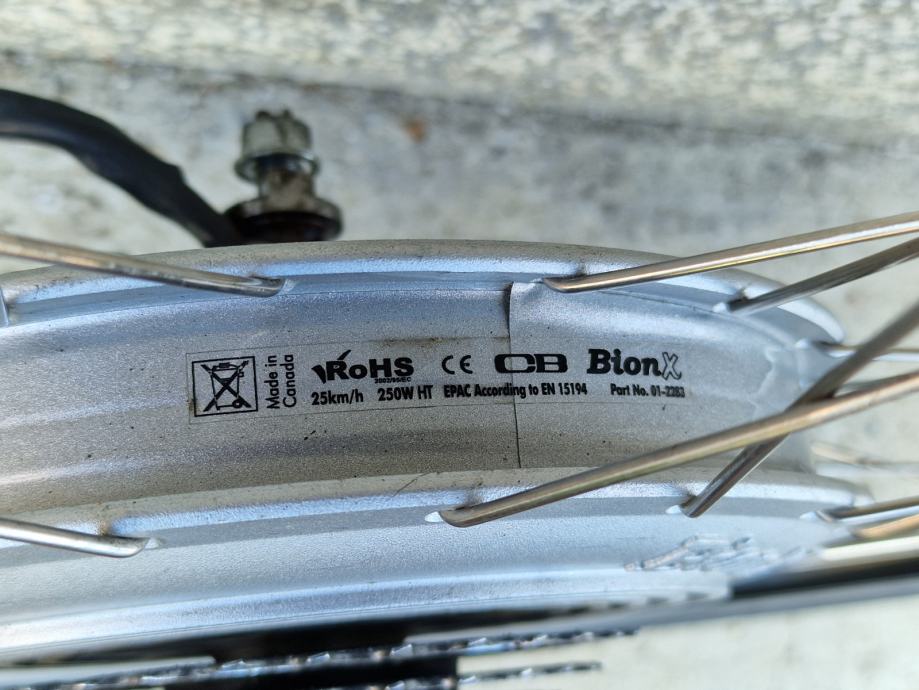 Made in
Canada
RoHS
2002/95/EC
CE CB BionX
25km/h 250W HT EPAC According to EN 15194 Part No. 01-2283